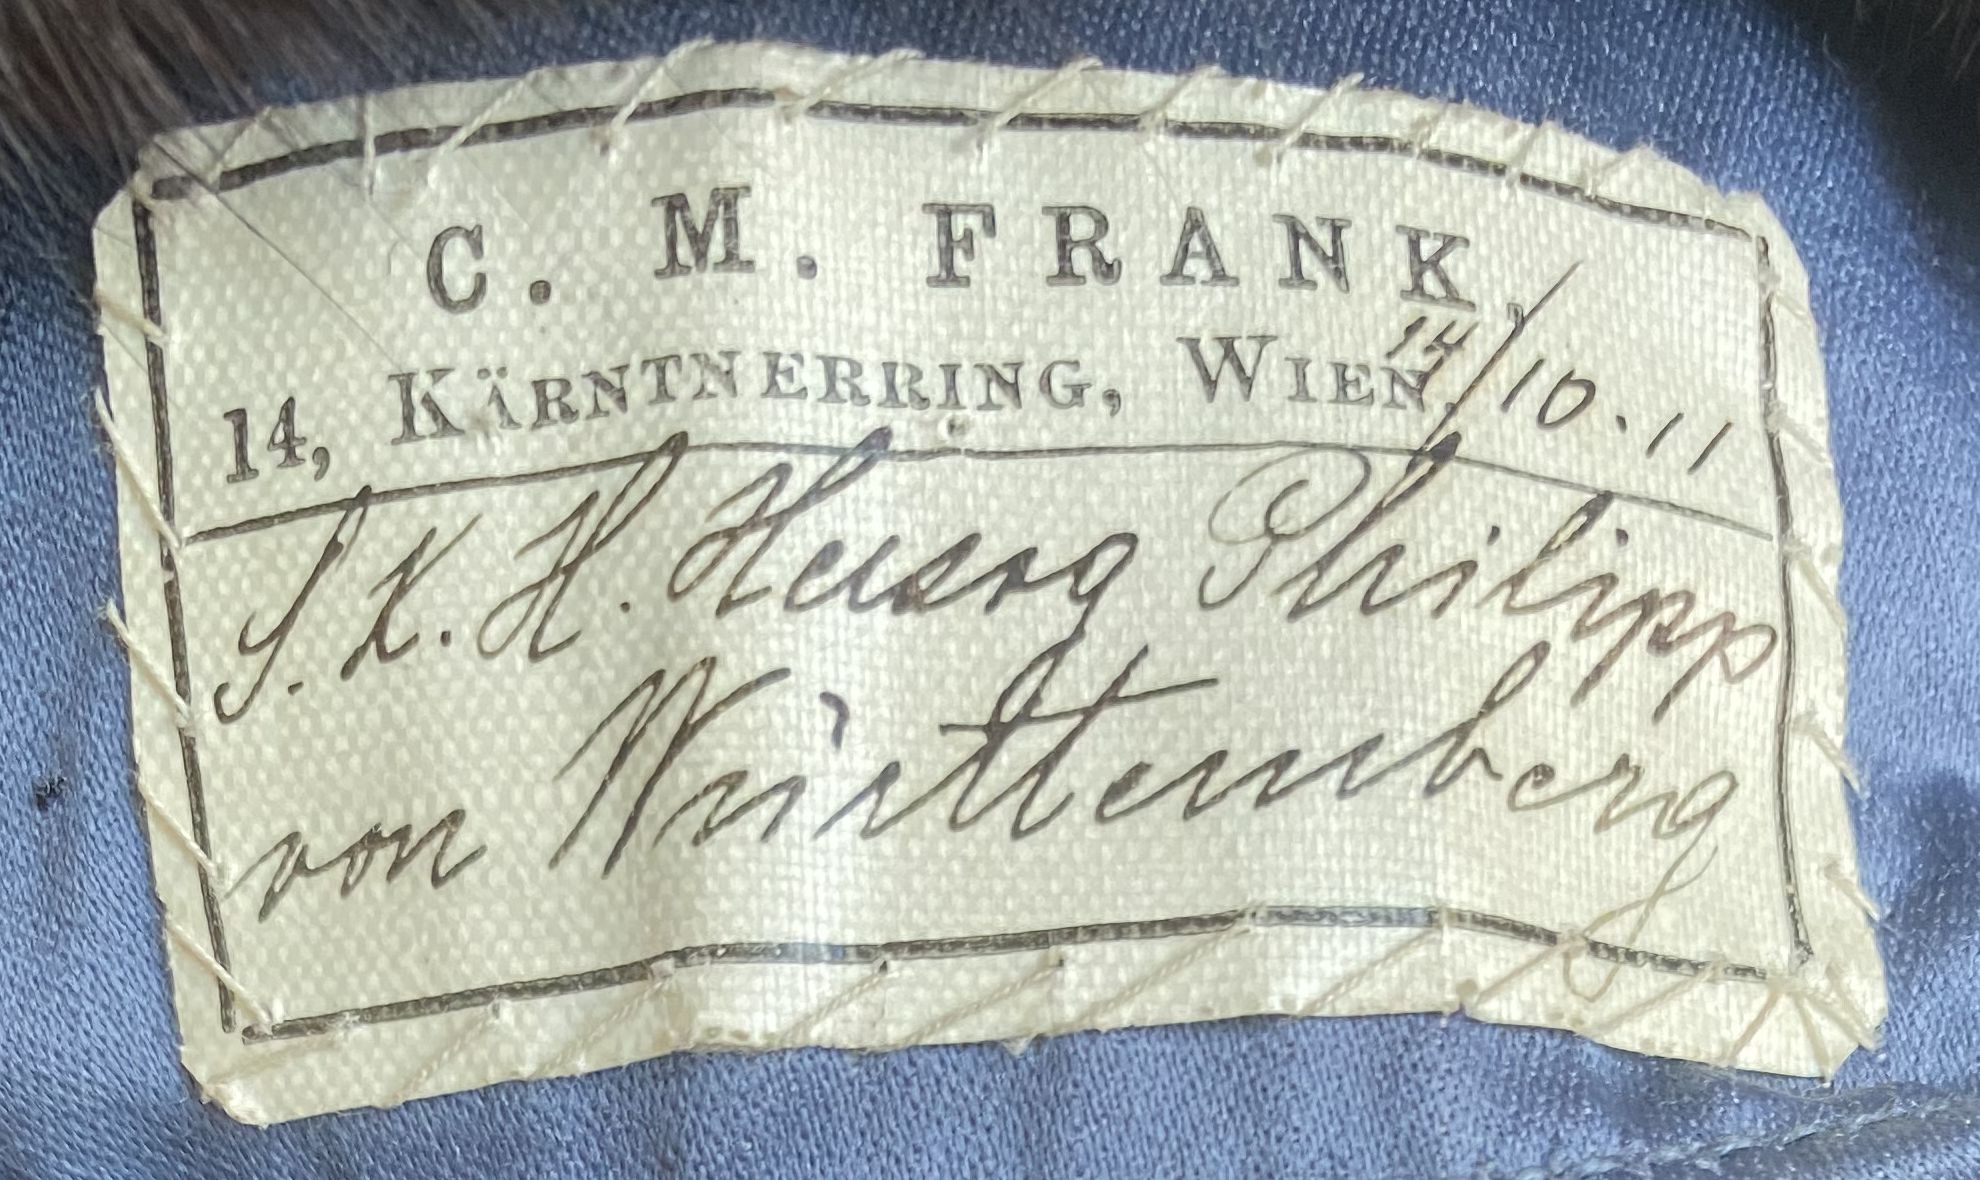 C. M. FRANK,
14, KÄRNTNERRING, WIEN.
14/10.11
S. K. H. Herzog Philipp
von Württemberg